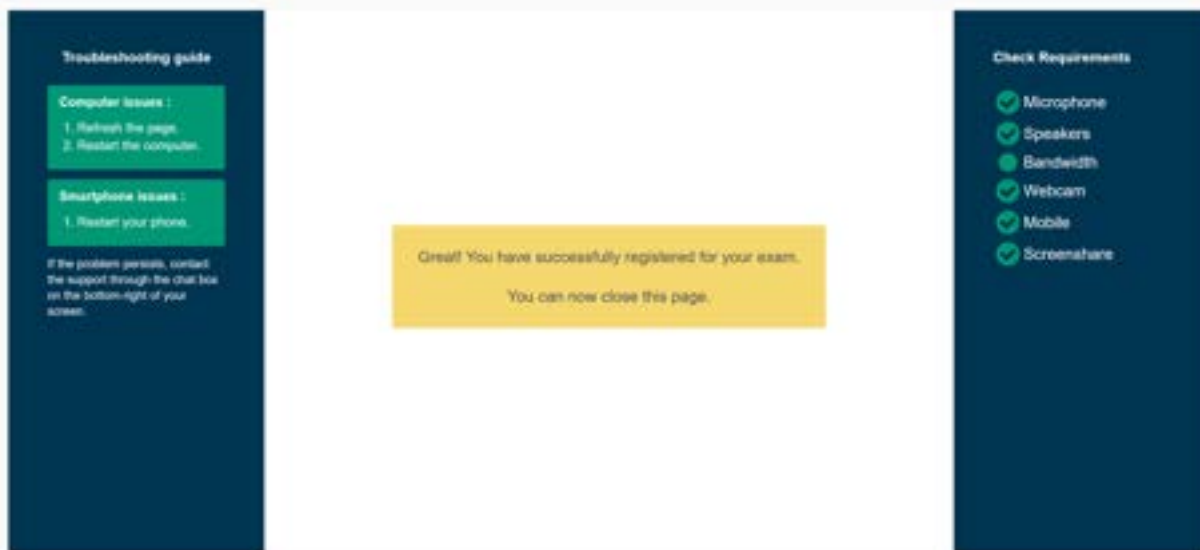 Troubleshooting guide
Computer issues :
1. Refresh the page.
2. Restart the computer.
Smartphone issues :
1. Restart your phone.
If the problem persists, contact
the support through the chat box
on the bottom-right of your
screen.
Great! You have successfully registered for your exam.
You can now close this page.
Check Requirements
Microphone
Speakers
Bandwidth
Webcam
Mobile
Screenshare